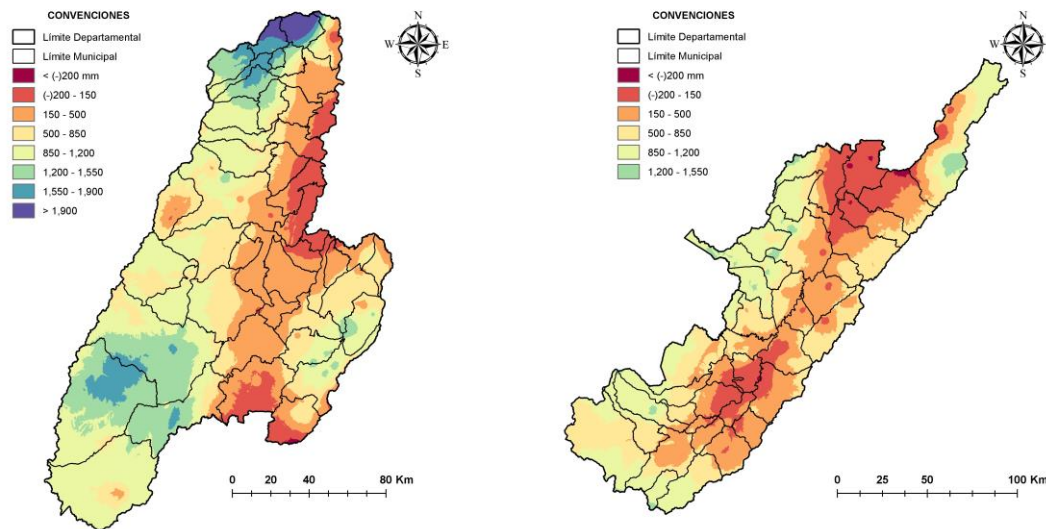 CONVENCIONES
Límite Departamental
Límite Municipal
< (-)200 mm
(-)200 - 150
150 - 500
500 - 850
850 - 1,200
1,200 - 1,550
1,550 - 1,900
> 1,900
N
W E
S
0 20 40 80 Km
CONVENCIONES
Límite Departamental
Límite Municipal
< (-)200 mm
(-)200 - 150
150 - 500
500 - 850
850 - 1,200
1,200 - 1,550
N
W E
S
0 25 50 100 Km